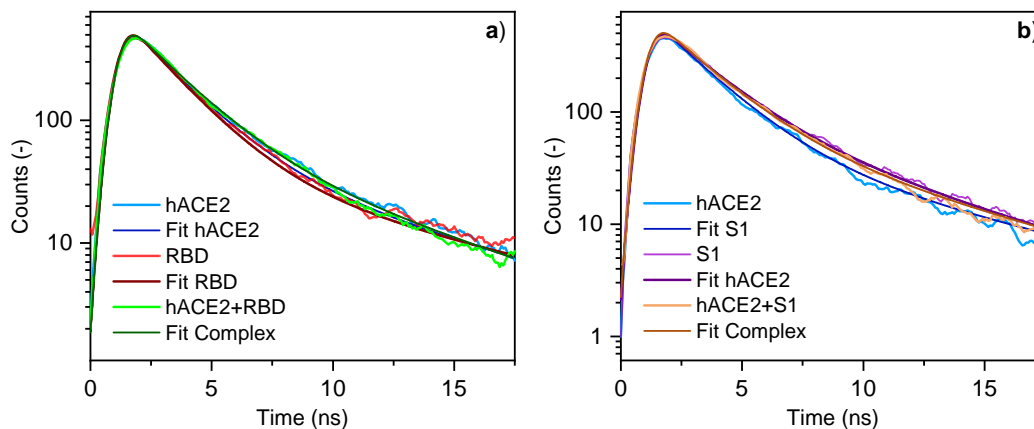 a)
100
10
Counts (-)
hACE2
Fit hACE2
RBD
Fit RBD
hACE2+RBD
Fit Complex
0 5 10 15
Time (ns)
b)
100
10
1
Counts (-)
hACE2
Fit S1
S1
Fit hACE2
hACE2+S1
Fit Complex
0 5 10 15
Time (ns)